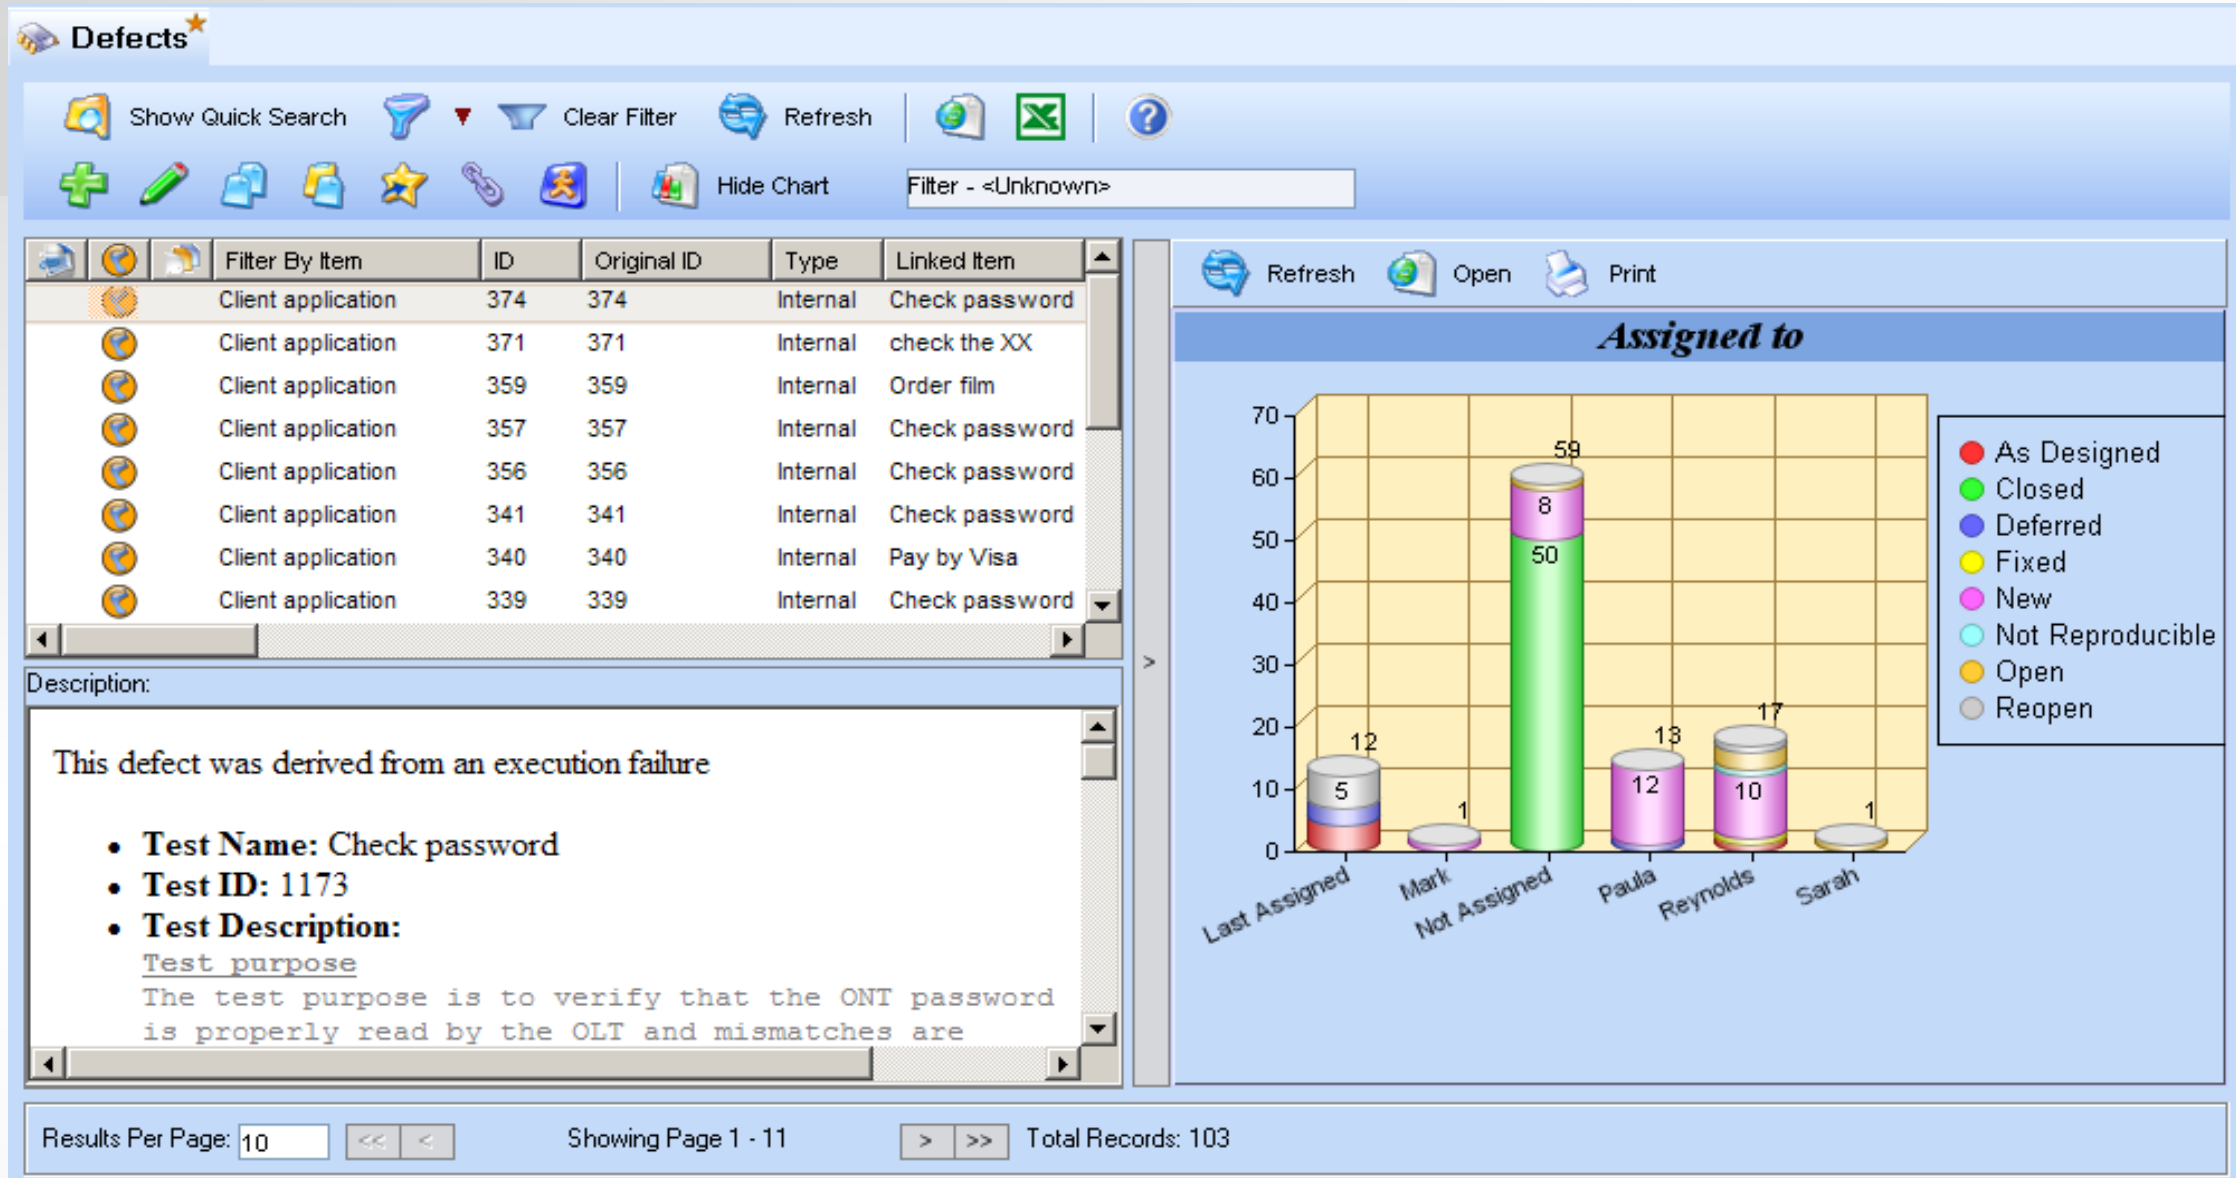 Defects
Show Quick Search Clear Filter Refresh
Hide Chart Filter - <Unknown>
Filter By Item ID Original ID Type Linked Item
Client application 374 374 Internal Check password
Client application 371 371 Internal check the XX
Client application 359 359 Internal Order film
Client application 357 357 Internal Check password
Client application 356 356 Internal Check password
Client application 341 341 Internal Check password
Client application 340 340 Internal Pay by Visa
Client application 339 339 Internal Check password
Description:
This defect was derived from an execution failure
• Test Name: Check password
• Test ID: 1173
• Test Description:
Test purpose
The test purpose is to verify that the ONT password
is properly read by the OLT and mismatches are
>
Refresh Open Print
Assigned to
70
60
50
40
30
20
10
0
12
5
1
59
8
50
13
12
17
10
1
Last Assigned
Mark
Not Assigned
Paula
Reynolds
Sarah
As Designed
Closed
Deferred
Fixed
New
Not Reproducible
Open
Reopen
Results Per Page: 10 << < Showing Page 1 - 11 > >> Total Records: 103